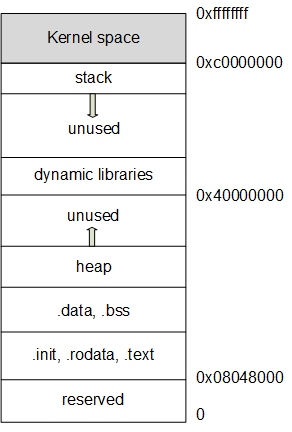 0xffffffff
Kernel space
0xc0000000
stack
unused
dynamic libraries
0x40000000
unused
heap
.data, .bss
.init, .rodata, .text
0x08048000
reserved
0